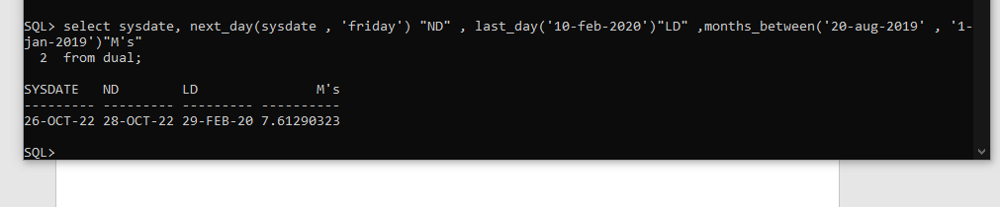 SQL> select sysdate, next_day(sysdate , 'friday') "ND" , last_day('10-feb-2020')"LD" ,months_between('20-aug-2019' , '1-
jan-2019')"M's"
  2  from dual;
SYSDATE   ND        LD               M's
--------- --------- --------- ----------
26-OCT-22 28-OCT-22 29-FEB-20 7.61290323
SQL>